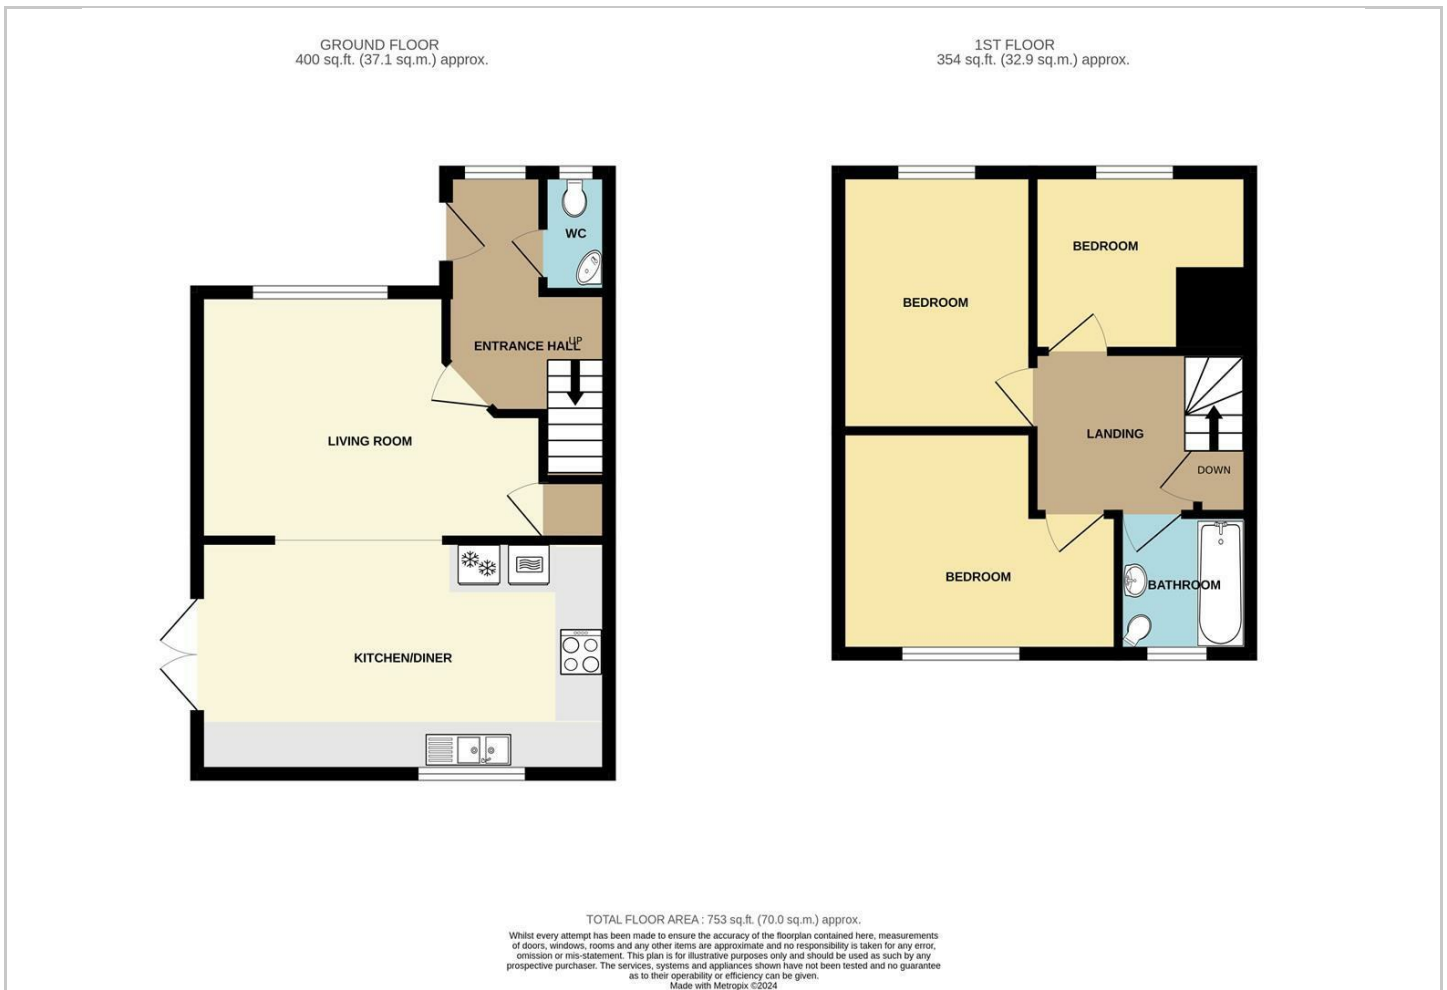 GROUND FLOOR
400 sq.ft. (37.1 sq.m.) approx.
1ST FLOOR
354 sq.ft. (32.9 sq.m.) approx.
WC
UP
ENTRANCE HALL
LIVING ROOM
KITCHEN/DINER
BEDROOM
BEDROOM
LANDING
DOWN
BEDROOM
BATHROOM
TOTAL FLOOR AREA : 753 sq.ft. (70.0 sq.m.) approx.
Whilst every attempt has been made to ensure the accuracy of the floorplan contained here, measurements
of doors, windows, rooms and any other items are approximate and no responsibility is taken for any error,
omission or mis-statement. This plan is for illustrative purposes only and should be used as such by any
prospective purchaser. The services, systems and appliances shown have not been tested and no guarantee
as to their operability or efficiency can be given.
Made with Metropix ©2024